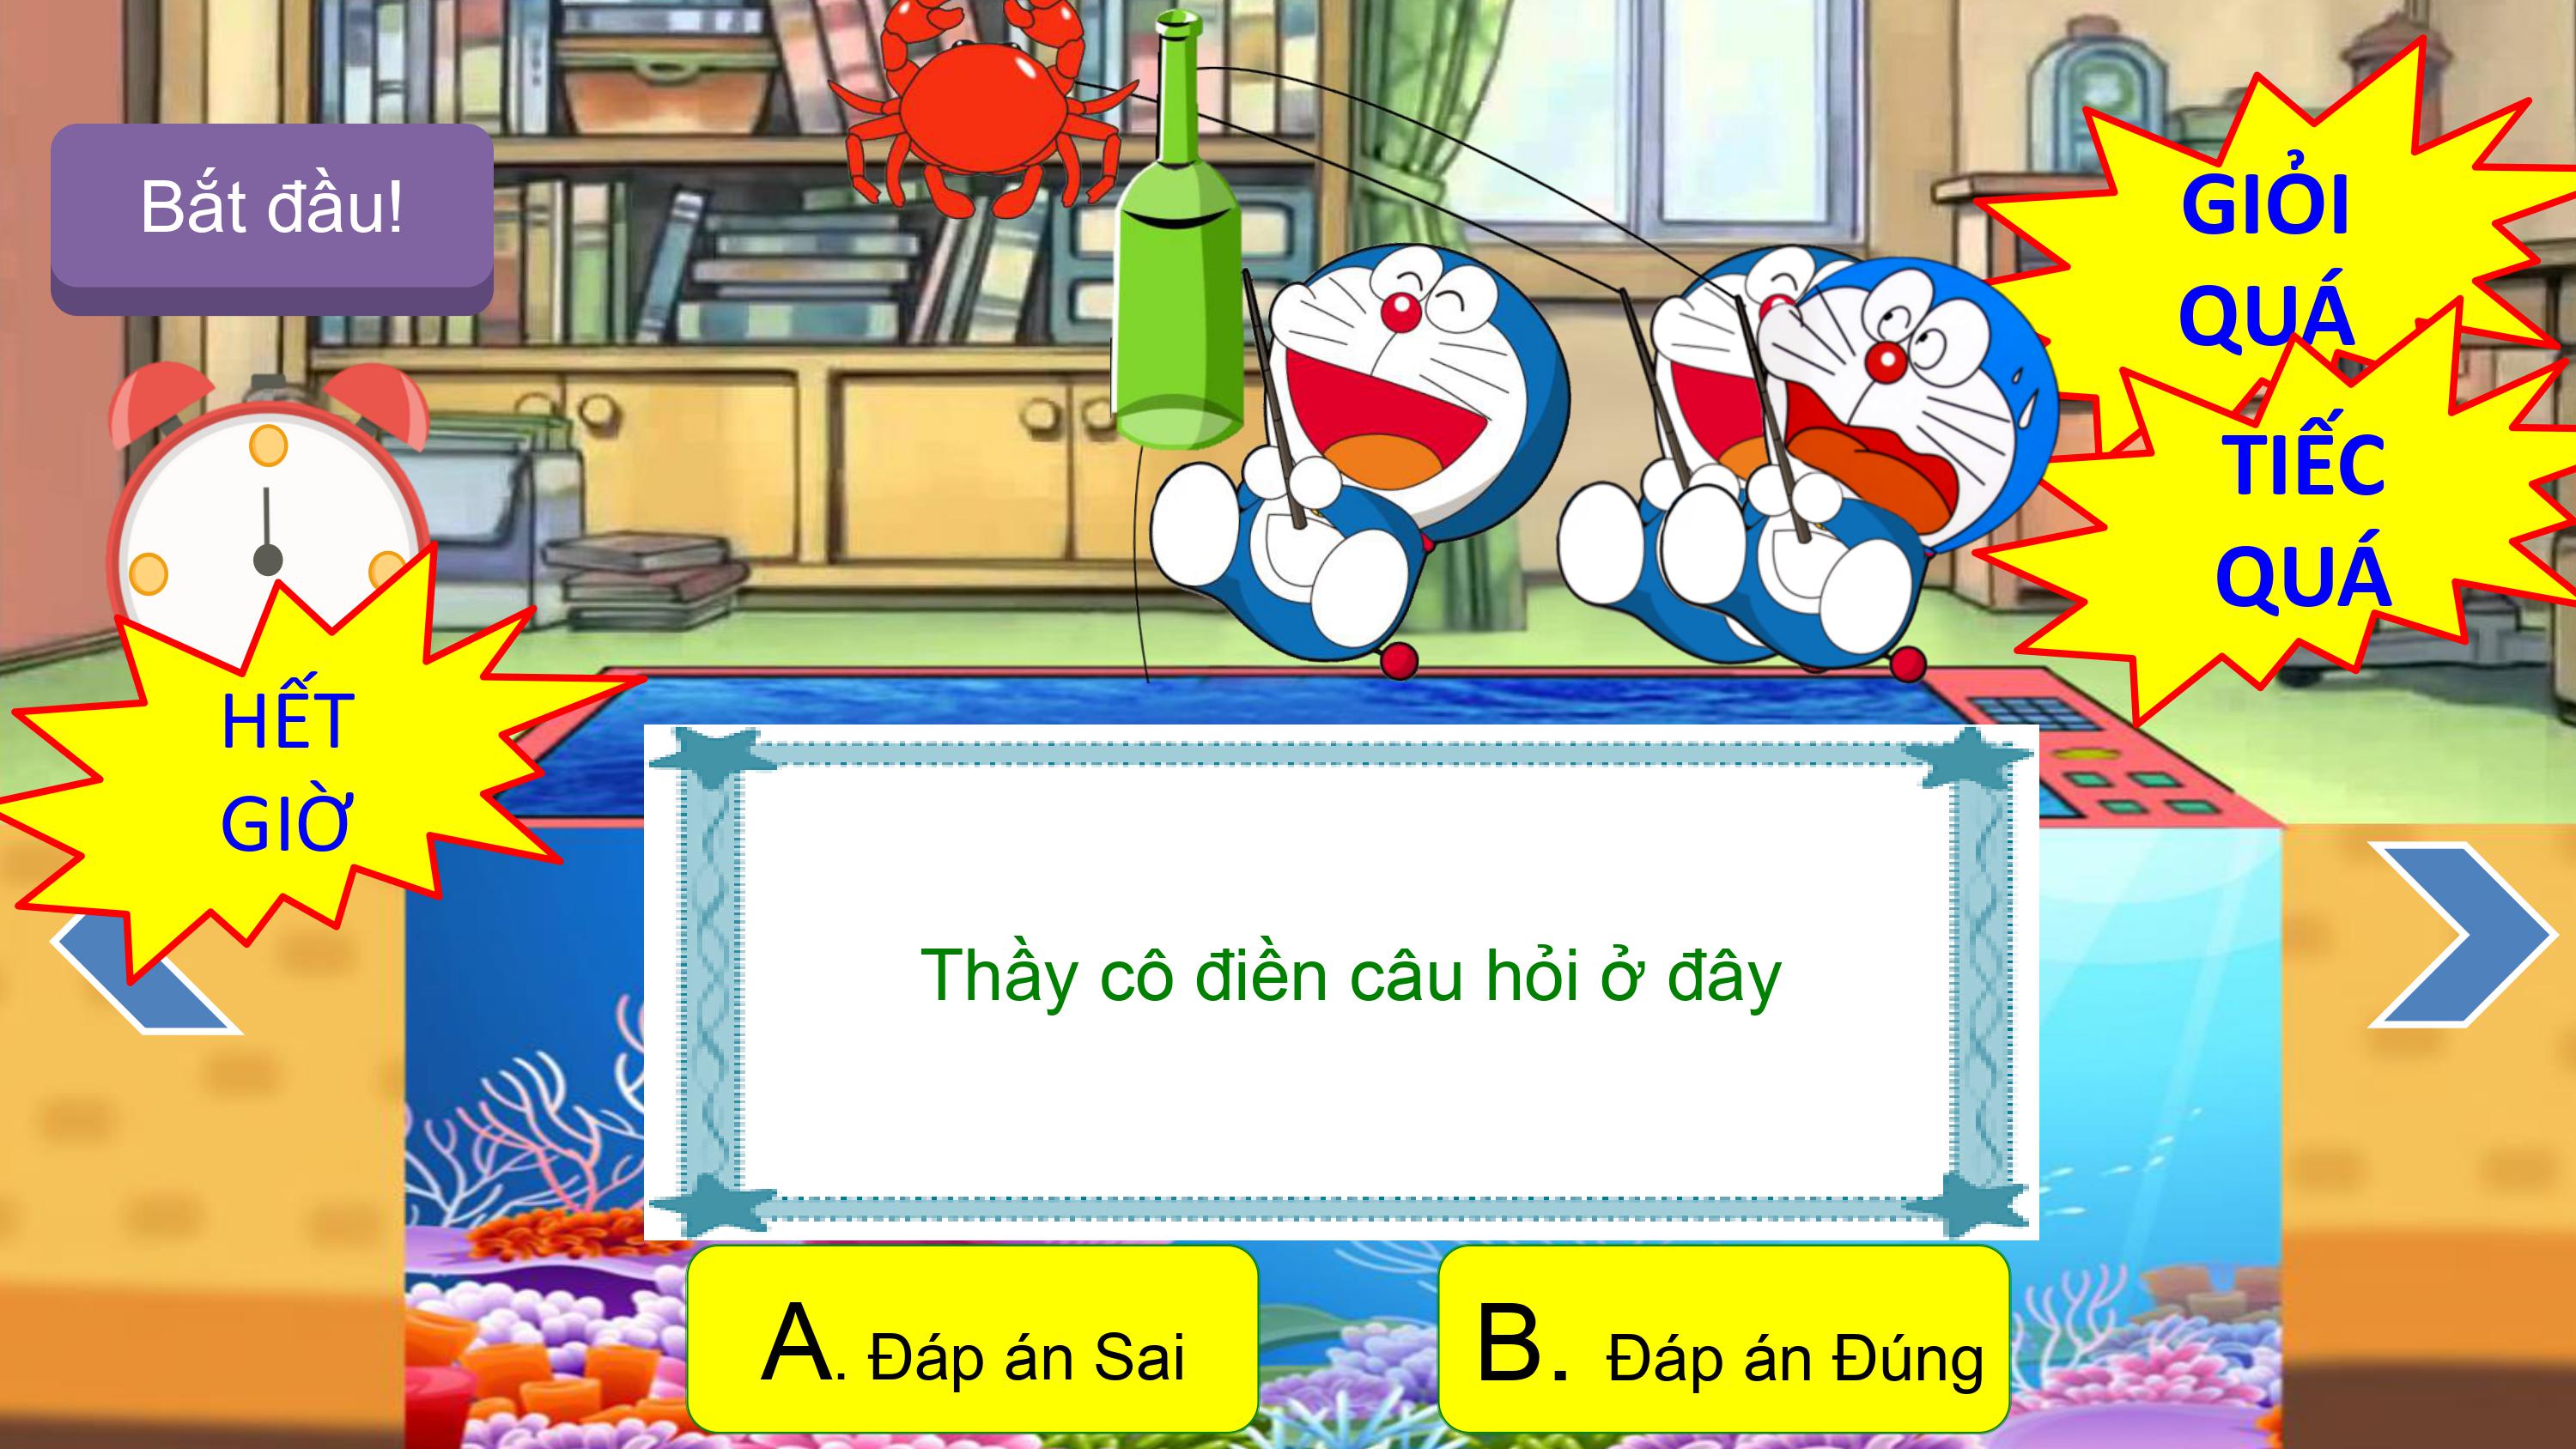 Bắt đầu!
GIỎI
QUÁ
TIẾC
QUÁ
HẾT
GIỜ
Thầy cô điền câu hỏi ở đây
A. Đáp án Sai
B. Đáp án Đúng